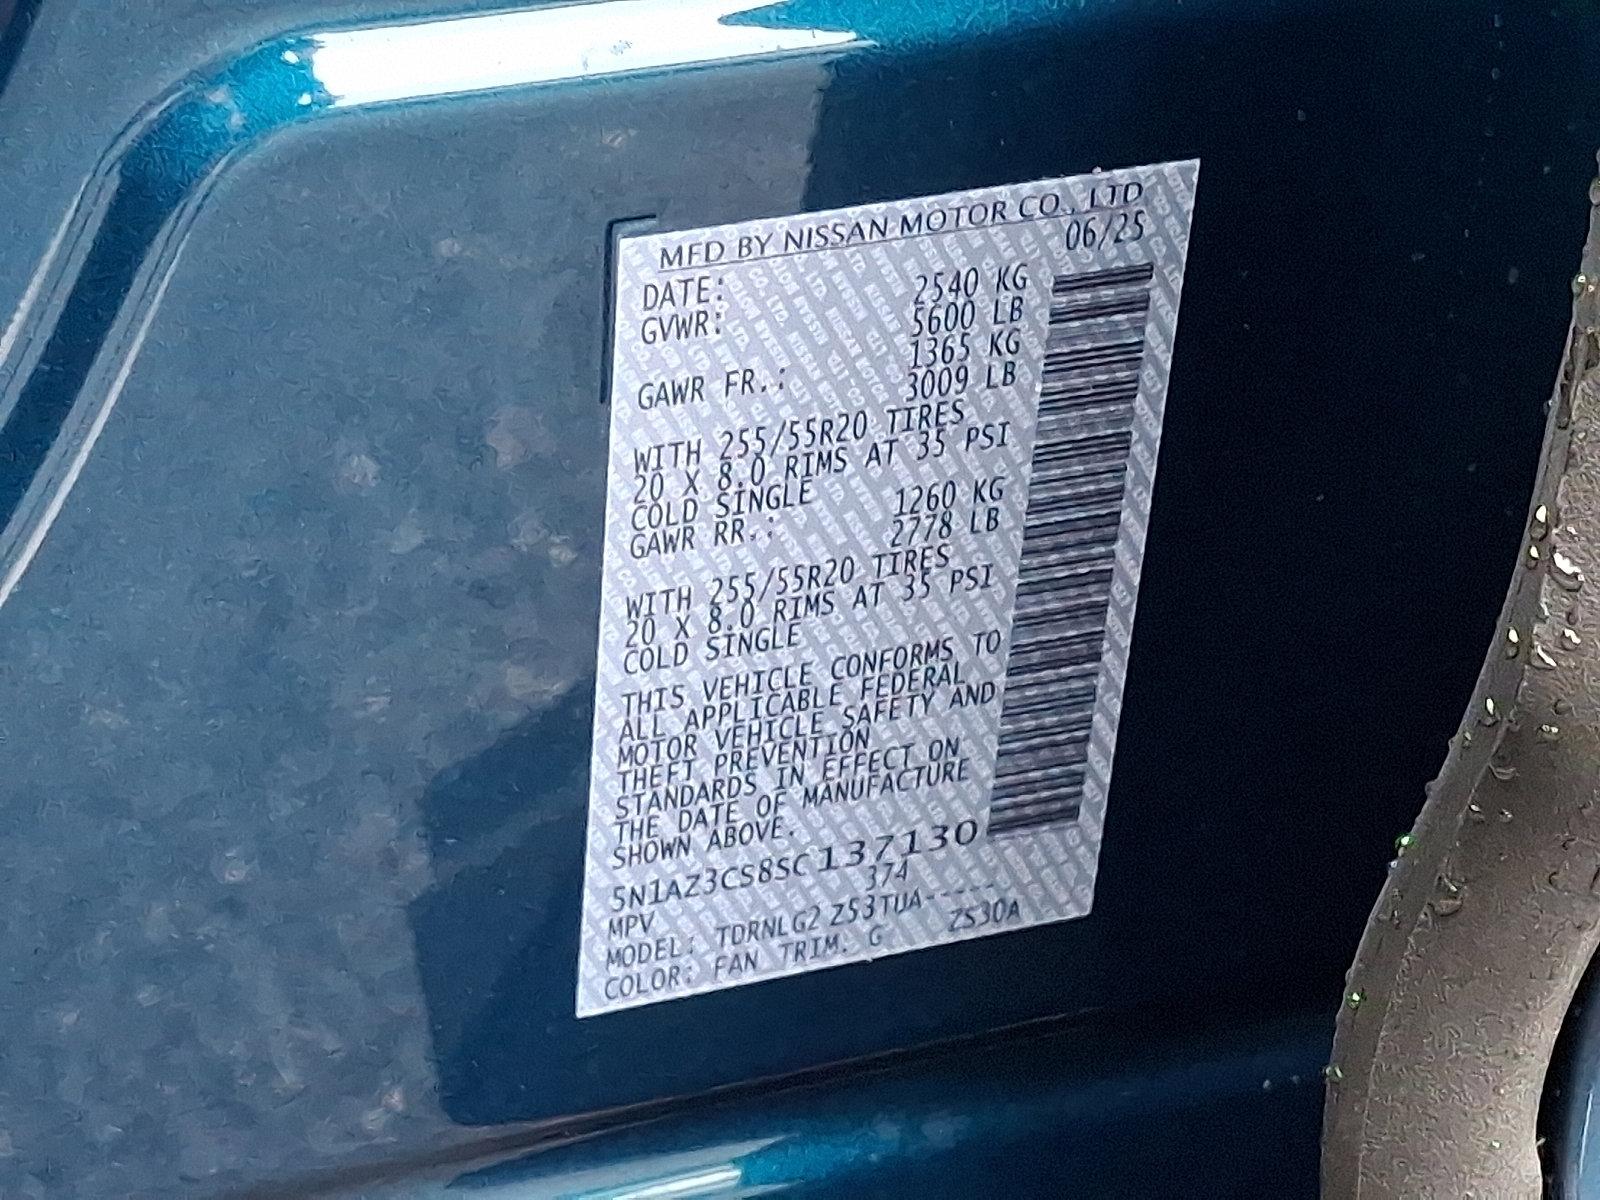 MFD BY NISSAN MOTOR CO., LTD
DATE: 06/25
GVWR: 2540 KG
5600 LB
GAWR FR.: 1365 KG
3009 LB
WITH 255/55R20 TIRES
20 X 8.0 RIMS AT 35 PSI
COLD SINGLE
GAWR RR.: 1260 KG
2778 LB
WITH 255/55R20 TIRES
20 X 8.0 RIMS AT 35 PSI
COLD SINGLE
THIS VEHICLE CONFORMS TO
ALL APPLICABLE FEDERAL
MOTOR VEHICLE SAFETY AND
THEFT PREVENTION
STANDARDS IN EFFECT ON
THE DATE OF MANUFACTURE
SHOWN ABOVE.
5N1AZ3CS8SC137130
MPV 374
MODEL: TDRNLG2 Z53TUA-----
COLOR: FAN TRIM: G ZS30A